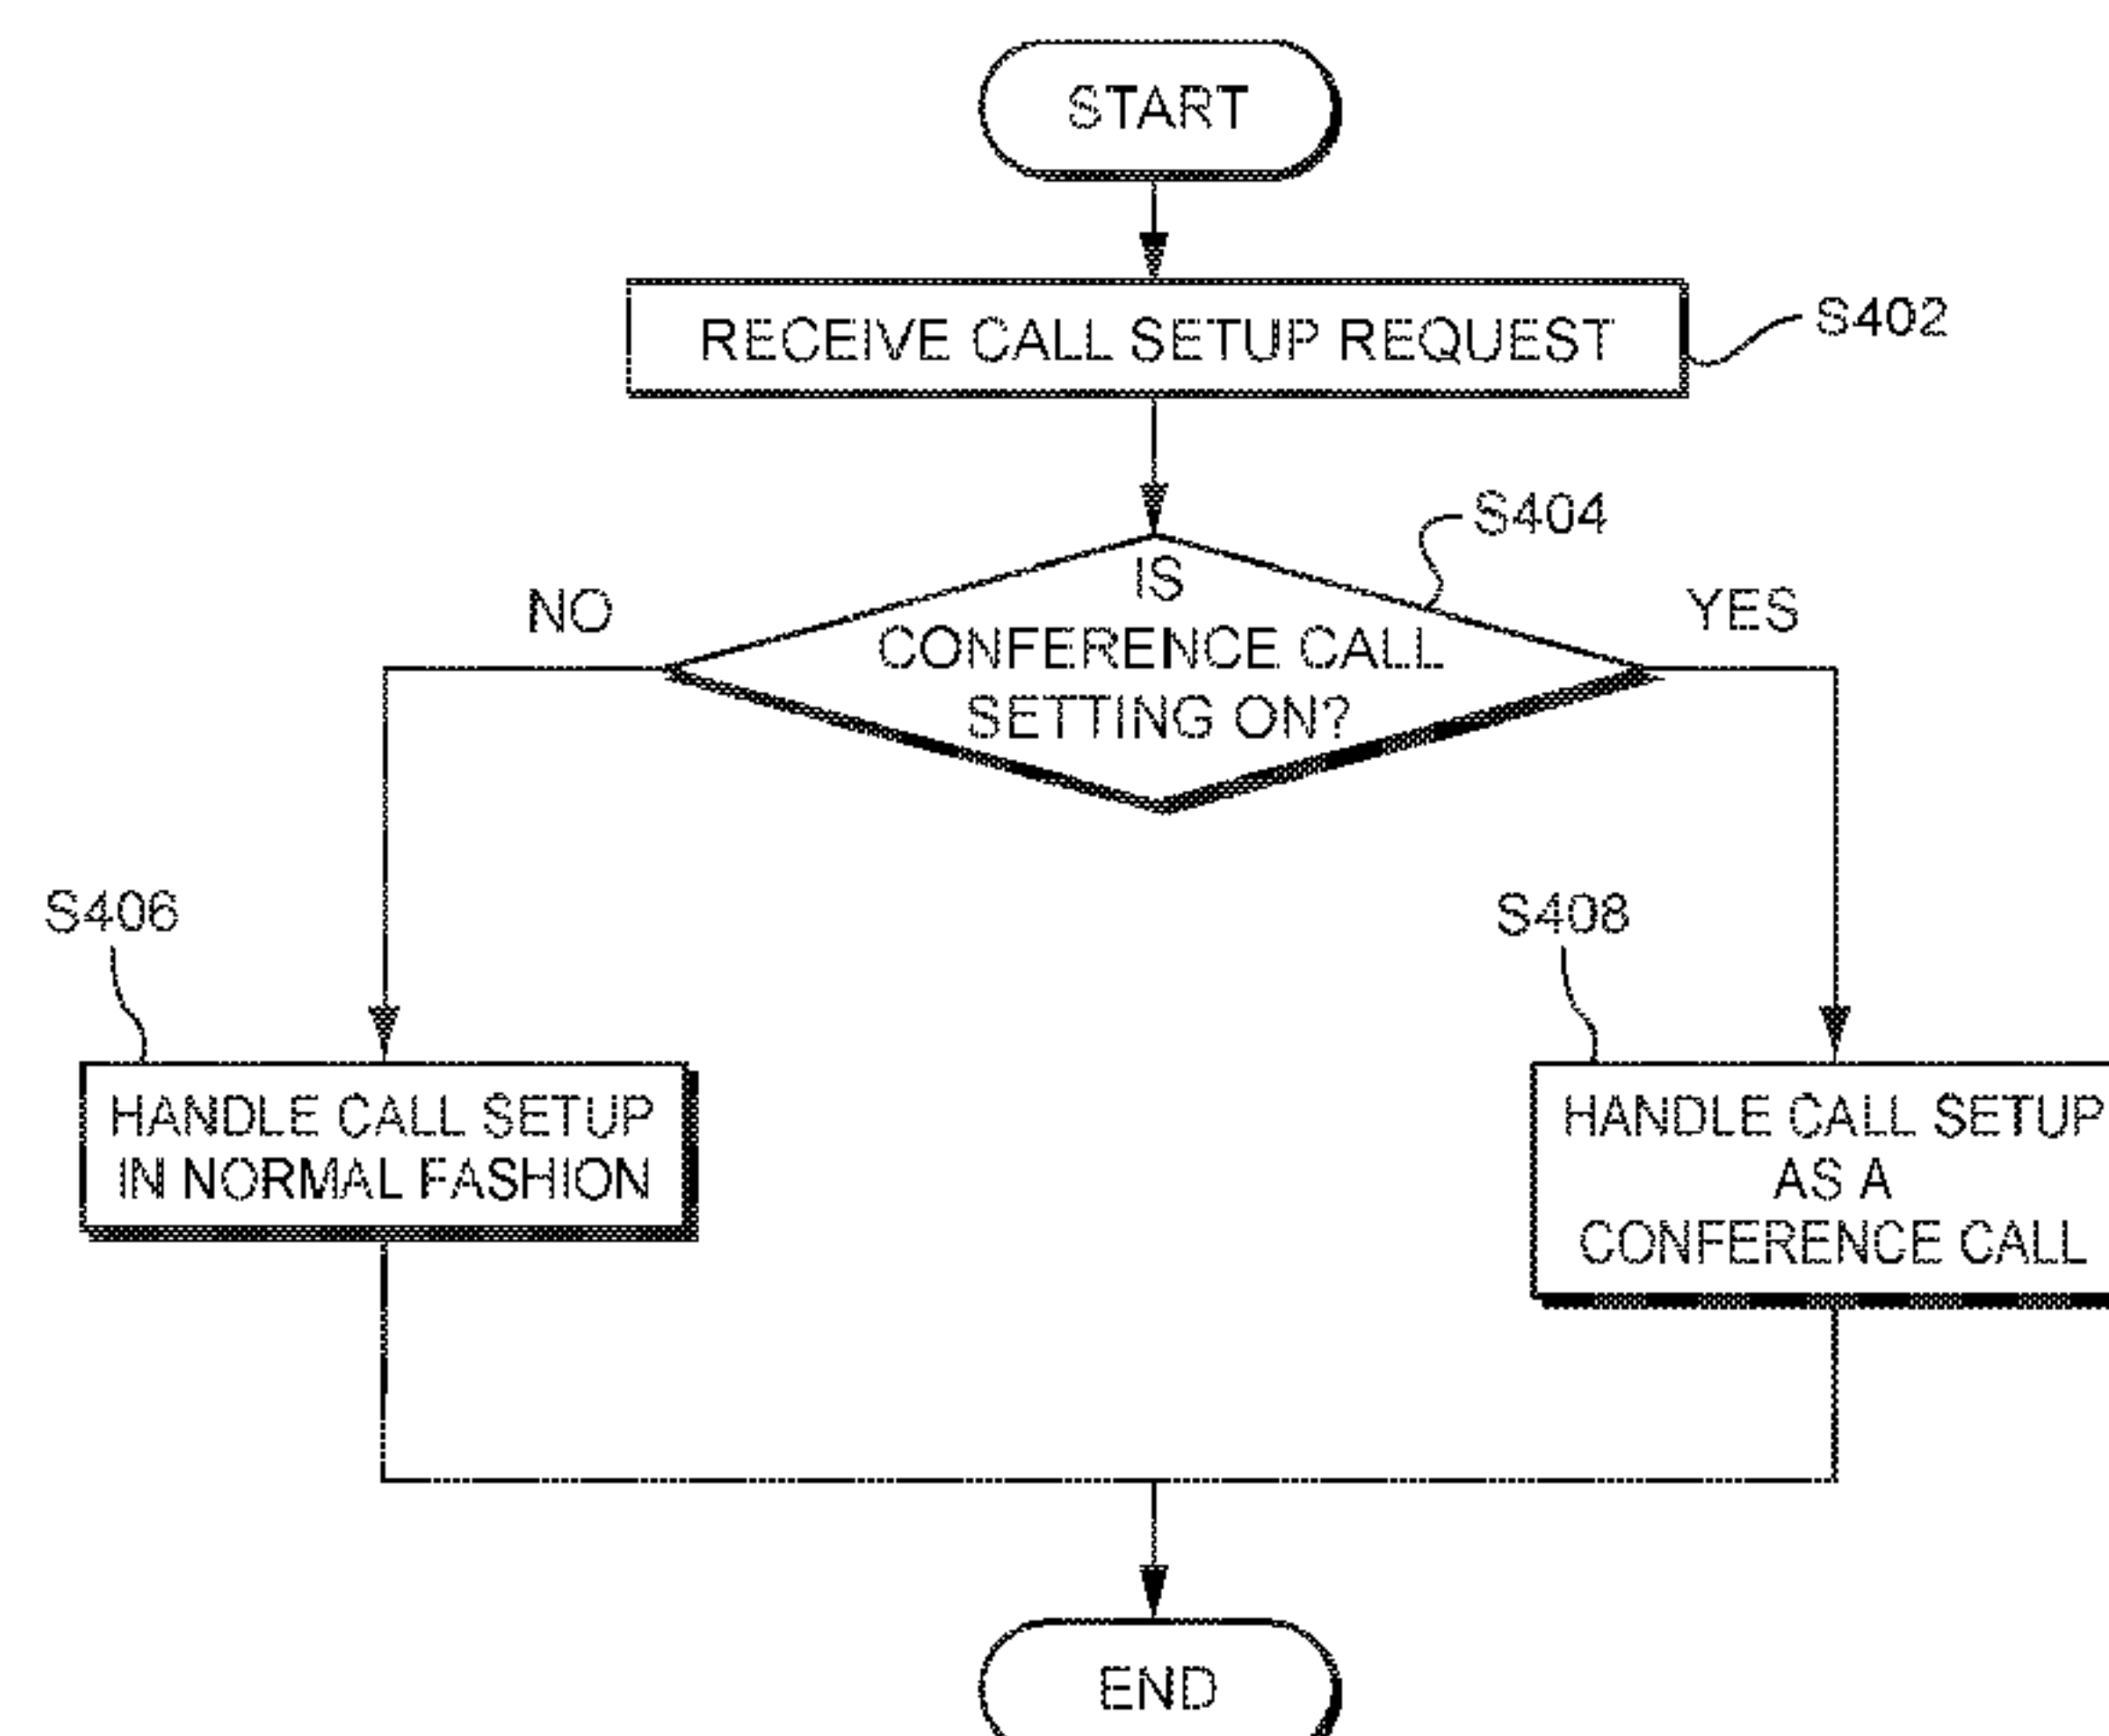 START
RECEIVE CALL SETUP REQUEST
S402
S404
IS
CONFERENCE CALL
SETTING ON?
NO
YES
S406
HANDLE CALL SETUP
IN NORMAL FASHION
S408
HANDLE CALL SETUP
AS A
CONFERENCE CALL
END